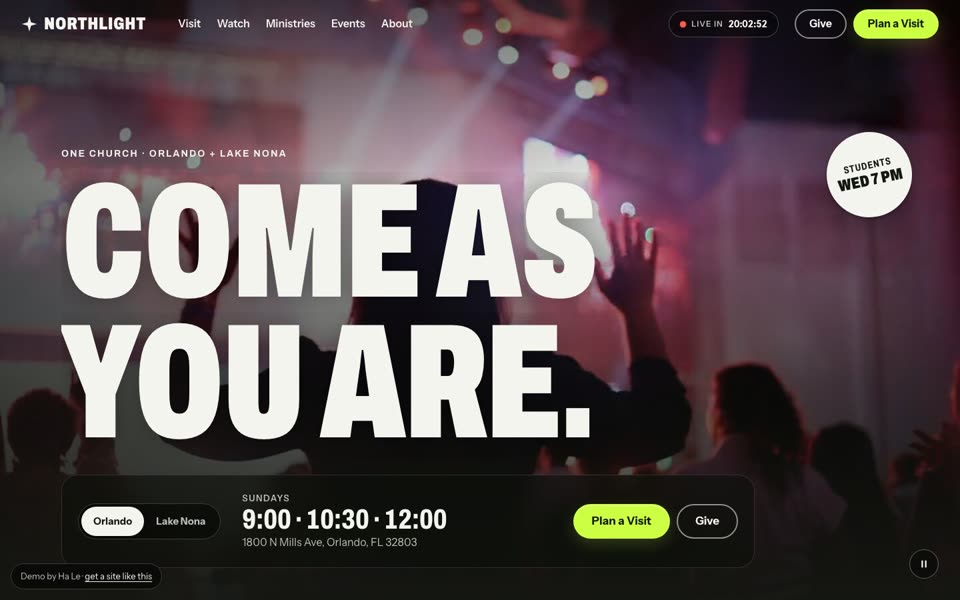 NORTHLIGHT
Visit Watch Ministries Events About
LIVE IN 20:02:52
Give
Plan a Visit
ONE CHURCH · ORLANDO + LAKE NONA
STUDENTS
WED 7 PM
COME AS
YOU ARE.
Orlando
Lake Nona
SUNDAYS
9:00 · 10:30 · 12:00
1800 N Mills Ave, Orlando, FL 32803
Plan a Visit
Give
Demo by Ha Le · get a site like this